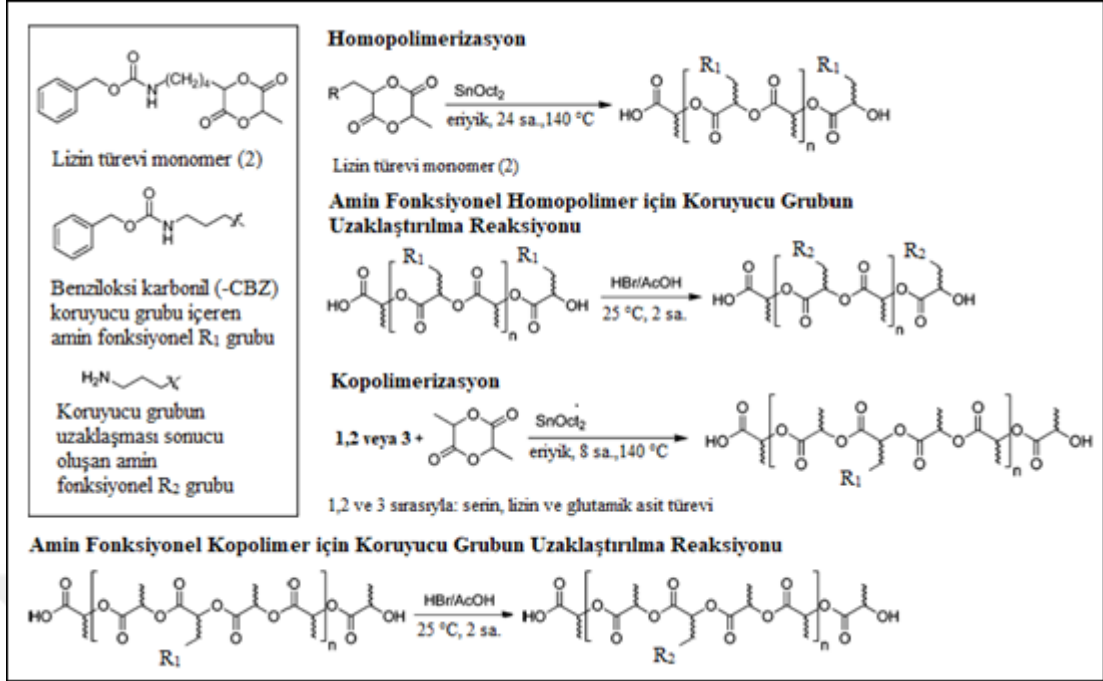 Lizin türevi monomer (2)
Benziloksi karbonil (-CBZ)
koruyucu grubu içeren
amin fonksiyonel R₁ grubu
H₂N
Koruyucu grubun
uzaklaşması sonucu
oluşan amin
fonksiyonel R₂ grubu
Homopolimerizasyon
SnOct₂
eriyik, 24 sa.,140 °C
Lizin türevi monomer (2)
Amin Fonksiyonel Homopolimer için Koruyucu Grubun
Uzaklaştırılma Reaksiyonu
HBr/AcOH
25 °C, 2 sa.
Kopolimerizasyon
1,2 veya 3 +
SnOct₂
eriyik, 8 sa.,140 °C
1,2 ve 3 sırasıyla: serin, lizin ve glutamik asit türevi
Amin Fonksiyonel Kopolimer için Koruyucu Grubun Uzaklaştırılma Reaksiyonu
HBr/AcOH
25 °C, 2 sa.